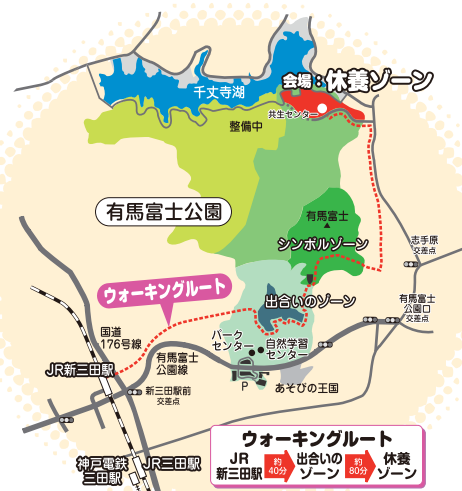 千丈寺湖
会場：休養ゾーン
共生センター
整備中
有馬富士公園
有馬富士
シンボルゾーン
志手原
交差点
ウォーキングルート
出合いのゾーン
有馬富士
公園口
交差点
国道
176号線
パーク
センター
自然学習
センター
JR新三田駅
有馬富士
公園線
P
あそびの王国
新三田駅前
交差点
神戸電鉄
三田駅
JR三田駅
ウォーキングルート
JR
新三田駅
約
40分
出合いの
ゾーン
約
80分
休養
ゾーン